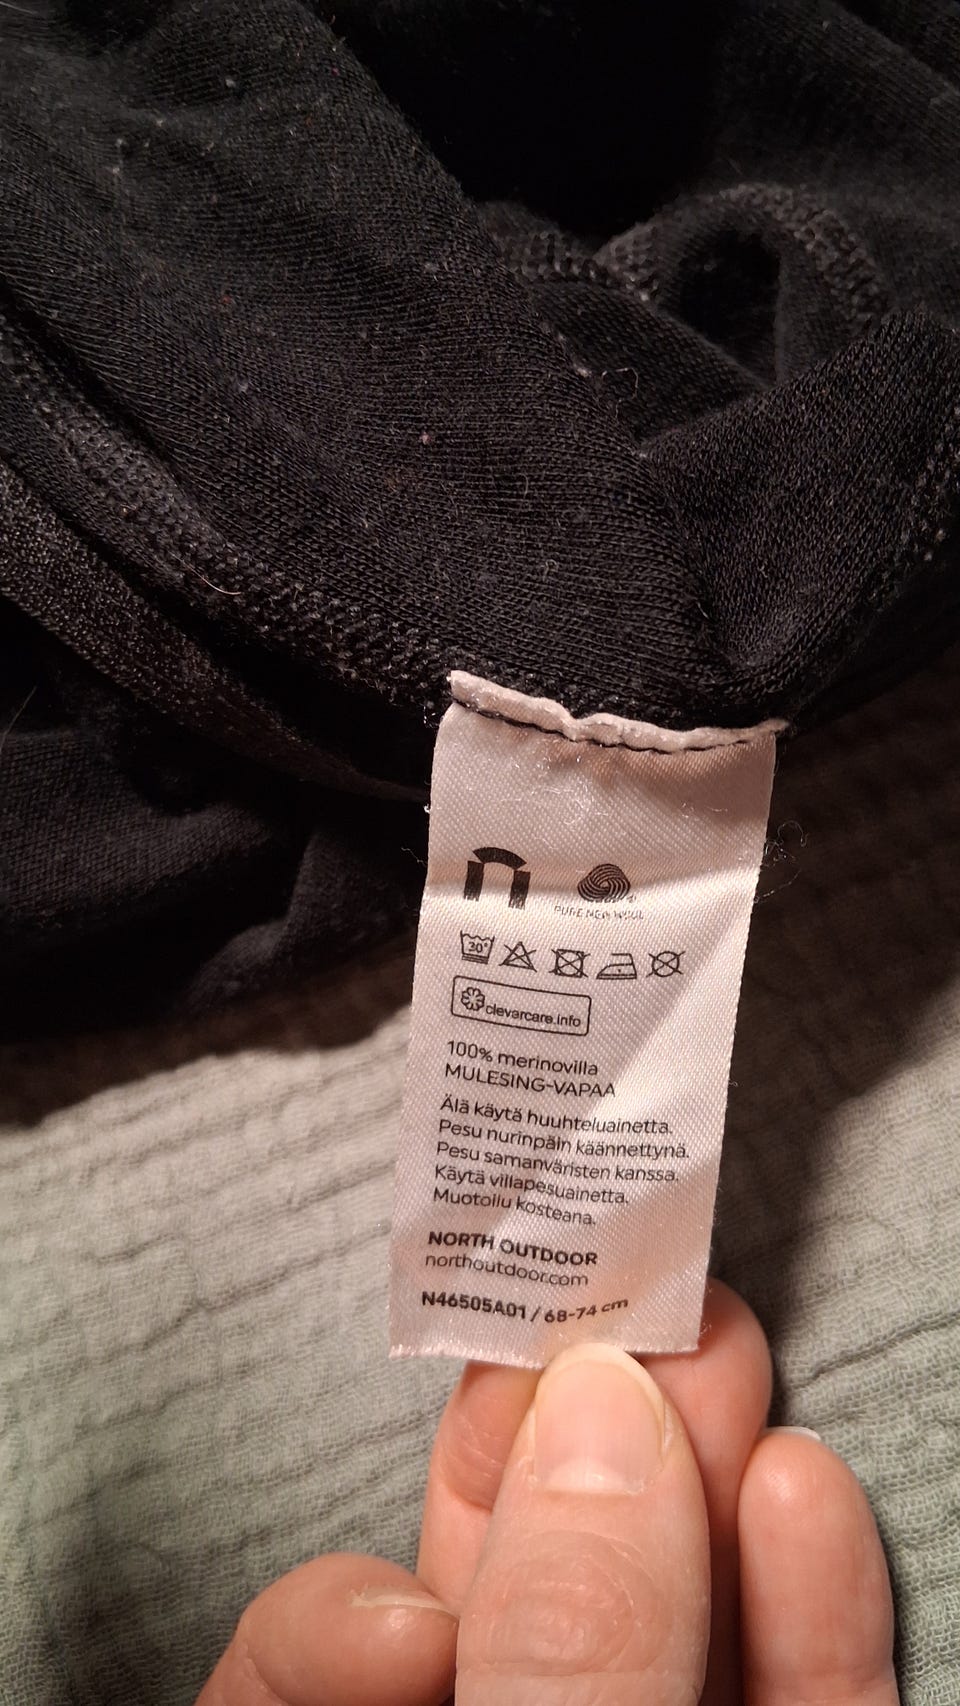 PURE NEW WOOL
30°
clevercare.info
100% merinovilla
MULESING-VAPAA
Älä käytä huuhteluainetta.
Pesu nurinpäin käännettynä.
Pesu samanväristen kanssa.
Käytä villapesuainetta.
Muotoilu kosteana.
NORTH OUTDOOR
northoutdoor.com
N46505A01 / 68-74 cm